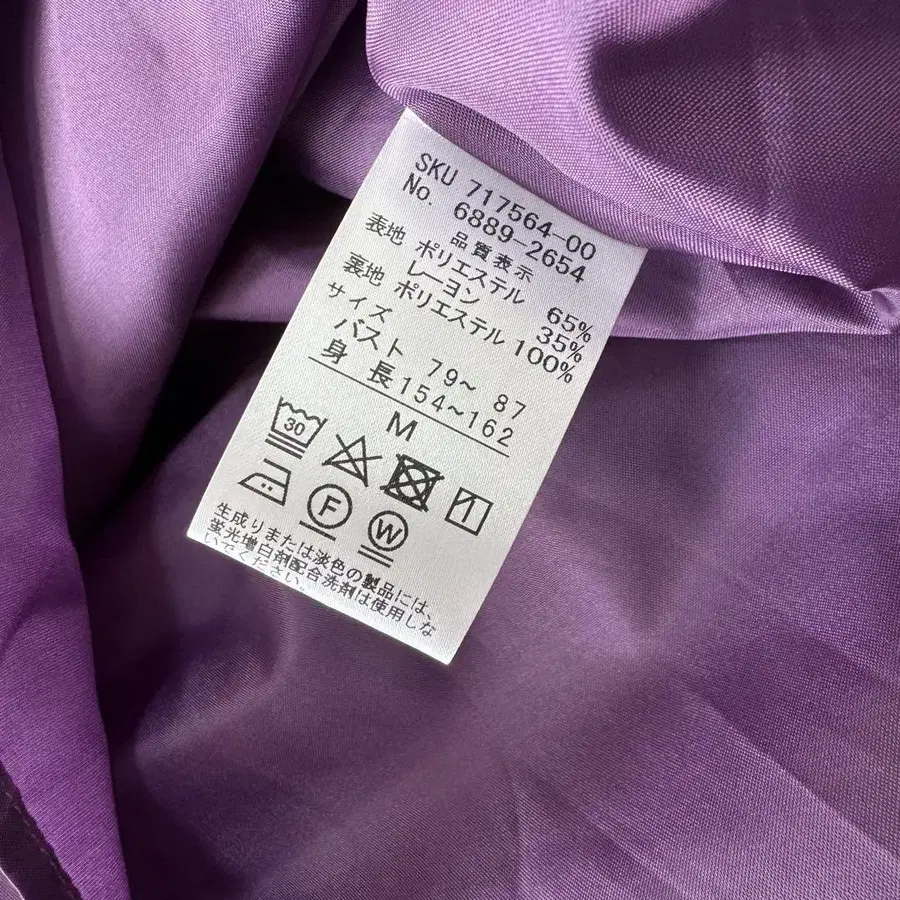 SKU 717564-00
No. 6889-2654
品質表示
表地 ポリエステル 65%
レーヨン 35%
裏地 ポリエステル 100%
サイズ
バスト 79~ 87
身 長 154~162
M
30
F
W
生成りまたは淡色の製品には、
蛍光増白剤配合洗剤は使用しな
いでください。